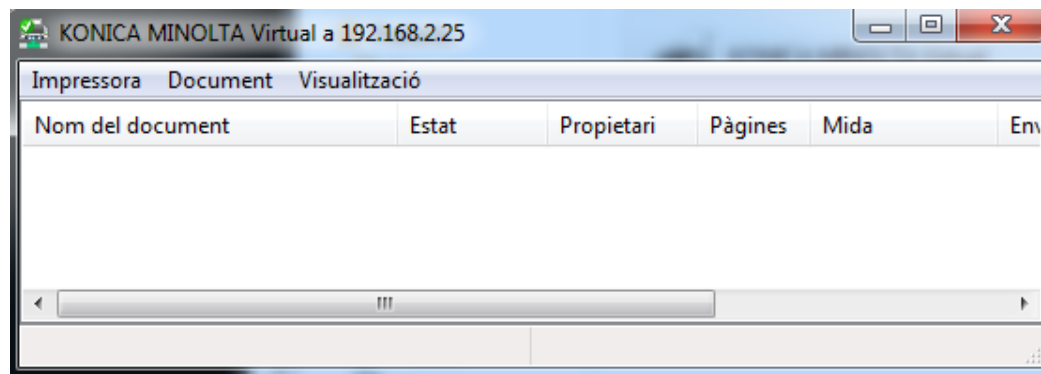 KONICA MINOLTA Virtual a 192.168.2.25
Impressora Document Visualització
Nom del document Estat Propietari Pàgines Mida